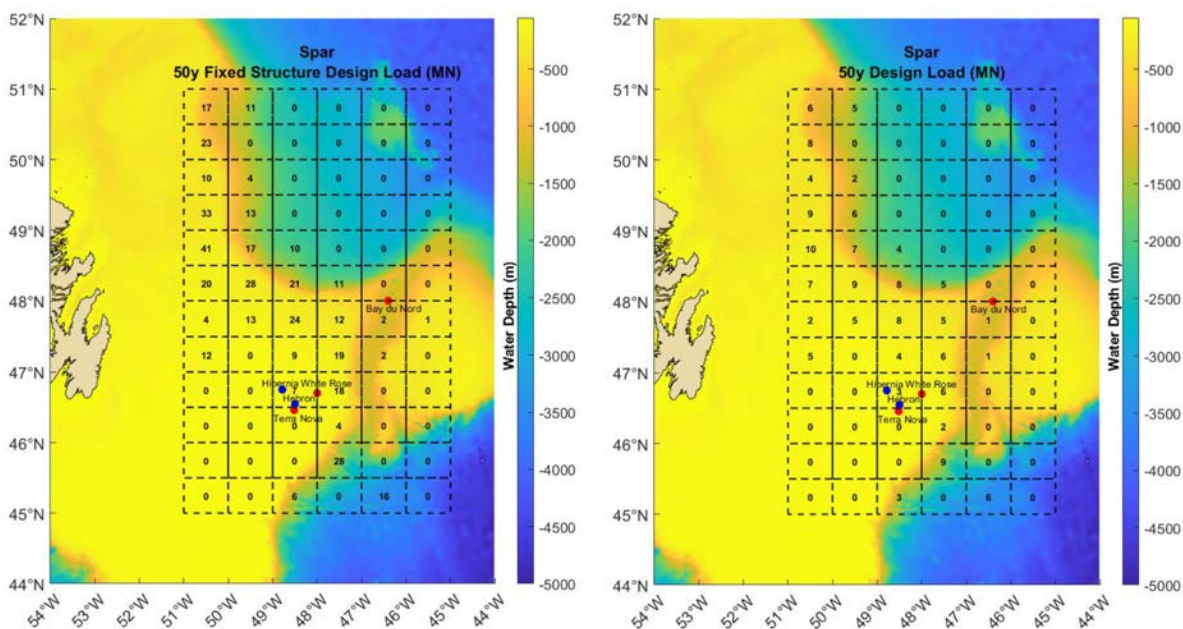 52°N
51°N
50°N
49°N
48°N
47°N
46°N
45°N
44°N
Spar
50y Fixed Structure Design Load (MN)
17 11 0 0 0 0
23 0 0 0 0 0
10 4 0 0 0 0
33 13 0 0 0 0
41 17 10 0 0 0
20 28 21 11 0 0
Bay du Nord
4 13 24 12 2 1
12 0 9 19 2 0
Hibernia White Rose
0 0 7 18 0 0
Hebron
Terra Nova
0 0 0 4 0 0
0 0 0 28 0 0
0 0 6 0 16 0
54°W 53°W 52°W 51°W 50°W 49°W 48°W 47°W 46°W 45°W 44°W
-500
-1000
-1500
-2000
-2500
-3000
-3500
-4000
-4500
-5000
Water Depth (m)
52°N
51°N
50°N
49°N
48°N
47°N
46°N
45°N
44°N
Spar
50y Design Load (MN)
6 5 0 0 0 0
8 0 0 0 0 0
4 2 0 0 0 0
9 6 0 0 0 0
10 7 4 0 0 0
7 9 8 5 0 0
Bay du Nord
2 5 8 5 1 0
5 0 4 6 1 0
Hibernia White Rose
0 0 3 6 0 0
Hebron
Terra Nova
0 0 0 2 0 0
0 0 0 9 0 0
0 0 3 0 6 0
54°W 53°W 52°W 51°W 50°W 49°W 48°W 47°W 46°W 45°W 44°W
-500
-1000
-1500
-2000
-2500
-3000
-3500
-4000
-4500
-5000
Water Depth (m)